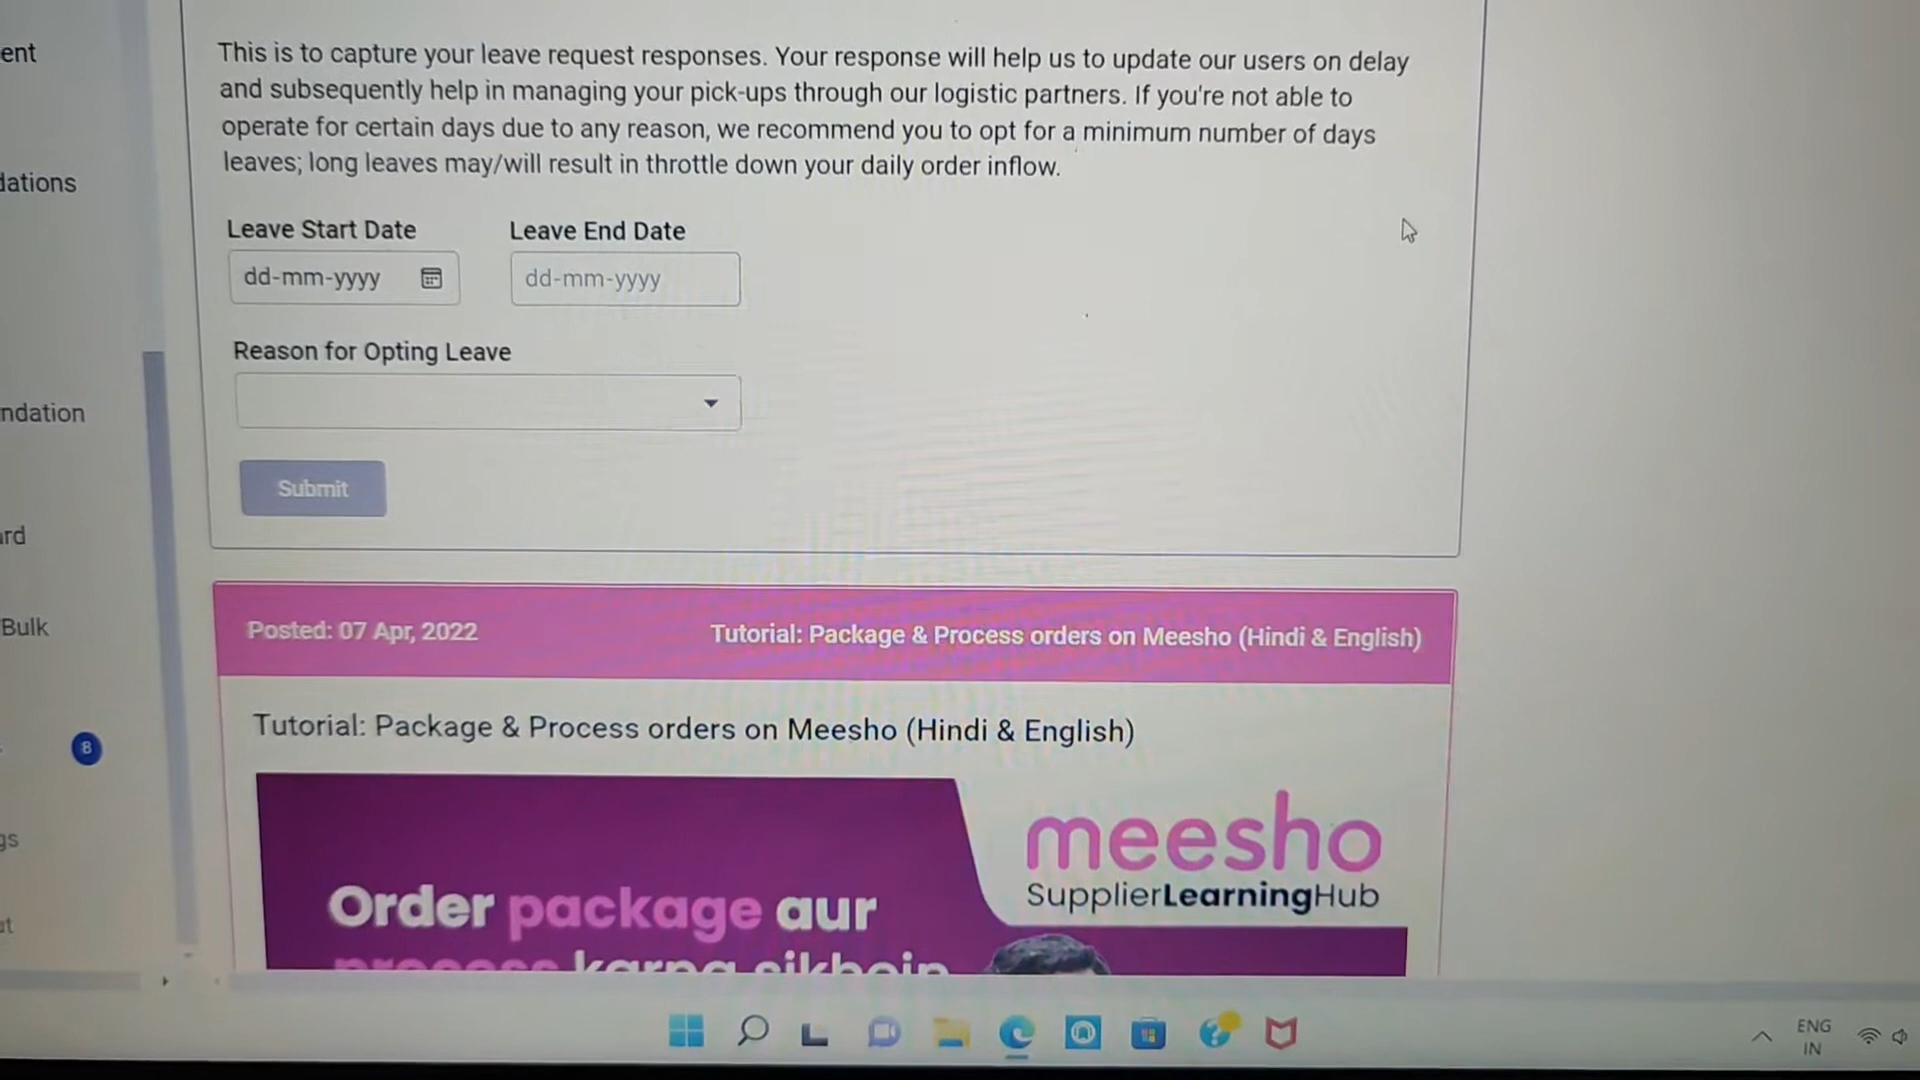 ent
dations
ndation
ard
Bulk
8
gs
This is to capture your leave request responses. Your response will help us to update our users on delay
and subsequently help in managing your pick-ups through our logistic partners. If you're not able to
operate for certain days due to any reason, we recommend you to opt for a minimum number of days
leaves; long leaves may/will result in throttle down your daily order inflow.
Leave Start Date
Leave End Date
dd-mm-yyyy
dd-mm-yyyy
Reason for Opting Leave
Submit
Posted: 07 Apr, 2022
Tutorial: Package & Process orders on Meesho (Hindi & English)
Tutorial: Package & Process orders on Meesho (Hindi & English)
meesho
SupplierLearningHub
Order package aur
process karna sikhein
ENG
IN